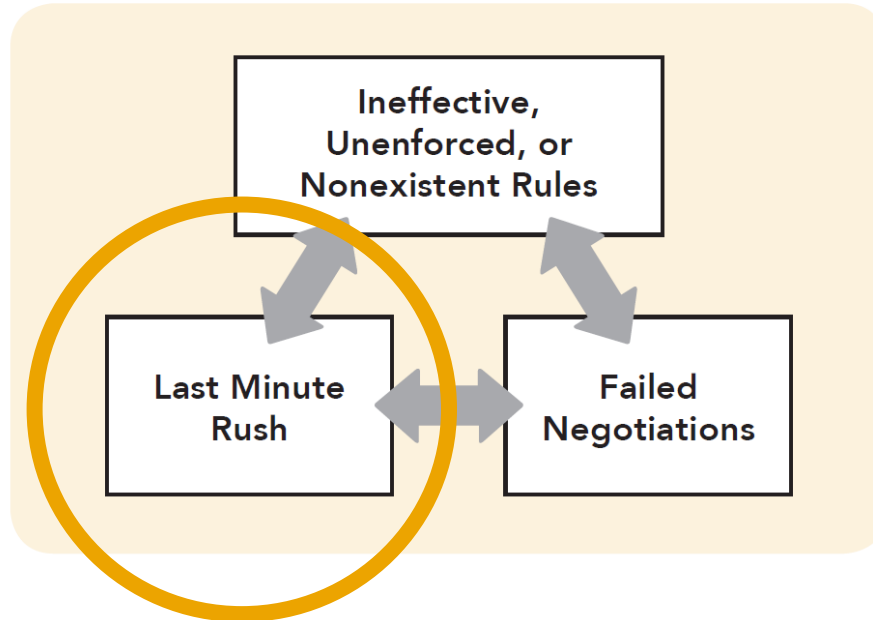 Ineffective,
Unenforced, or
Nonexistent Rules
Last Minute
Rush
Failed
Negotiations